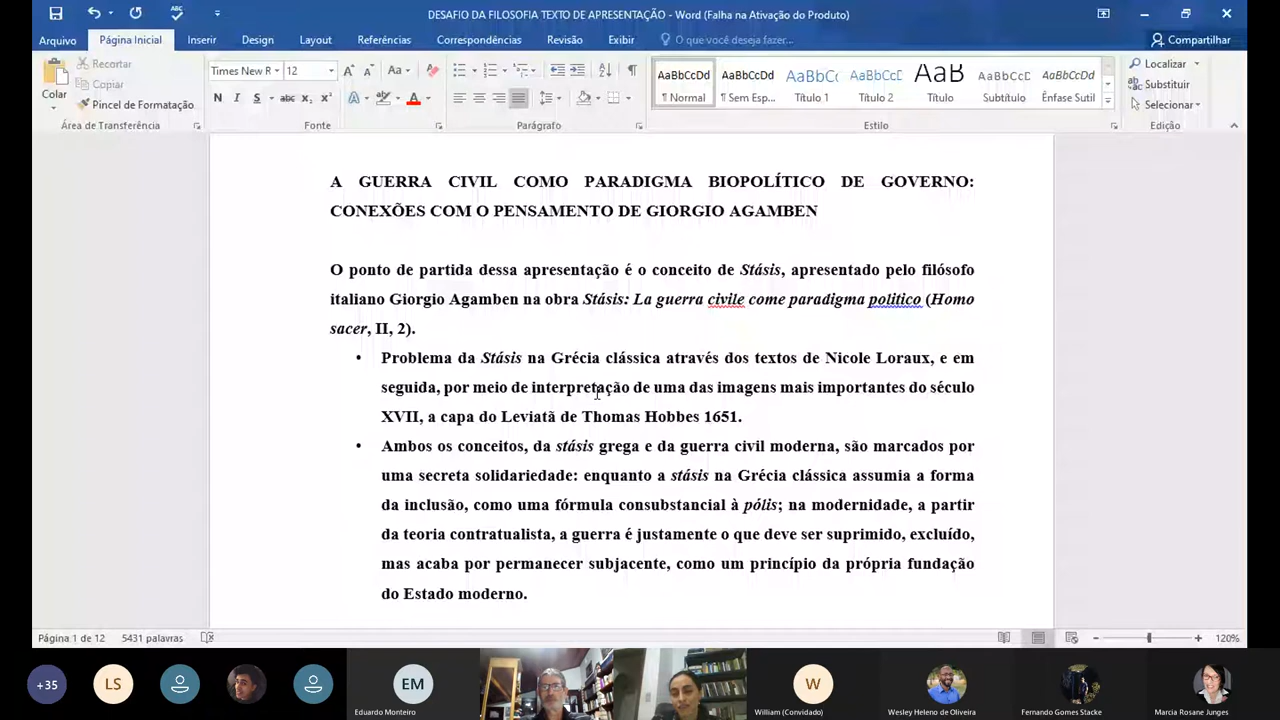 DESAFIO DA FILOSOFIA TEXTO DE APRESENTAÇÃO - Word (Falha na Ativação do Produto)
Arquivo Página Inicial Inserir Design Layout Referências Correspondências Revisão Exibir O que você deseja fazer... Compartilhar
Colar
Recortar
Copiar
Pincel de Formatação
Área de Transferência
Times New R 12
N I S abc x₂ x²
Fonte
Parágrafo
AaBbCcDd AaBbCcDd AaBbCc AaBbCcD AaB AaBbCcD AaBbCcDd
¶ Normal ¶ Sem Esp... Título 1 Título 2 Título Subtítulo Ênfase Sutil
Estilo
Localizar
Substituir
Selecionar
Edição
A GUERRA CIVIL COMO PARADIGMA BIOPOLÍTICO DE GOVERNO:
CONEXÕES COM O PENSAMENTO DE GIORGIO AGAMBEN
O ponto de partida dessa apresentação é o conceito de Stásis, apresentado pelo filósofo
italiano Giorgio Agamben na obra Stásis: La guerra civile come paradigma politico (Homo
sacer, II, 2).
• Problema da Stásis na Grécia clássica através dos textos de Nicole Loraux, e em
seguida, por meio de interpretação de uma das imagens mais importantes do século
XVII, a capa do Leviatã de Thomas Hobbes 1651.
• Ambos os conceitos, da stásis grega e da guerra civil moderna, são marcados por
uma secreta solidariedade: enquanto a stásis na Grécia clássica assumia a forma
da inclusão, como uma fórmula consubstancial à pólis; na modernidade, a partir
da teoria contratualista, a guerra é justamente o que deve ser suprimido, excluído,
mas acaba por permanecer subjacente, como um princípio da própria fundação
do Estado moderno.
Página 1 de 12 5431 palavras 120%
+35 LS EM W
Eduardo Monteiro William (Convidado) Wesley Heleno de Oliveira Fernando Gomes Stacke Marcia Rosane Junges